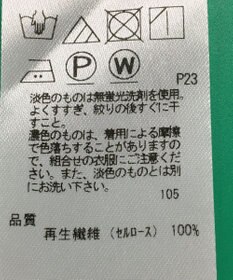 P W P23
淡色のものは無蛍光洗剤を使用。
よくすすぎ、絞りの後すぐに干
すこと。
濃色のものは、着用による摩擦
で色落ちすることがありますの
で、組合せの衣服にご注意くださ
い。また、淡色のものとは別
にお洗い下さい。
105
品質
再生繊維(セルロース) 100%